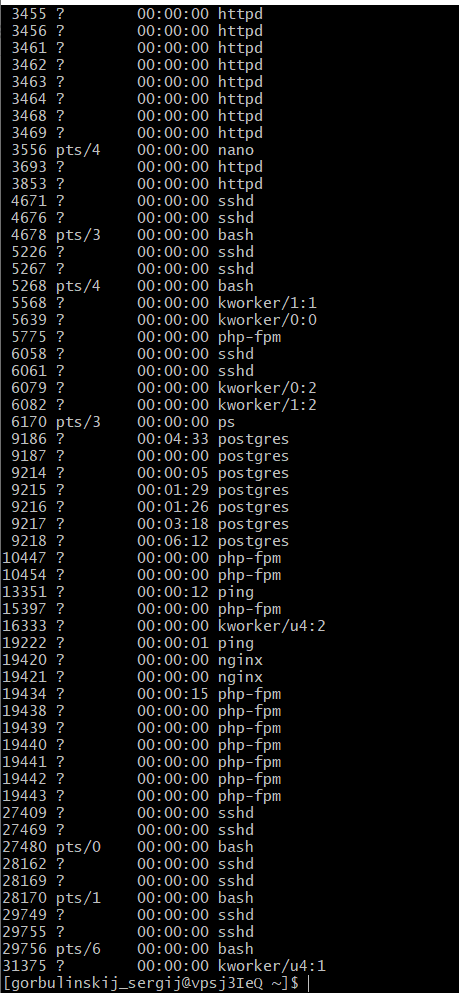 3455 ?        00:00:00 httpd
3456 ?        00:00:00 httpd
3461 ?        00:00:00 httpd
3462 ?        00:00:00 httpd
3463 ?        00:00:00 httpd
3464 ?        00:00:00 httpd
3468 ?        00:00:00 httpd
3469 ?        00:00:00 httpd
3556 pts/4    00:00:00 nano
3693 ?        00:00:00 httpd
3853 ?        00:00:00 httpd
4671 ?        00:00:00 sshd
4676 ?        00:00:00 sshd
4678 pts/3    00:00:00 bash
5226 ?        00:00:00 sshd
5267 ?        00:00:00 sshd
5268 pts/4    00:00:00 bash
5568 ?        00:00:00 kworker/1:1
5639 ?        00:00:00 kworker/0:0
5775 ?        00:00:00 php-fpm
6058 ?        00:00:00 sshd
6061 ?        00:00:00 sshd
6079 ?        00:00:00 kworker/0:2
6082 ?        00:00:00 kworker/1:2
6170 pts/3    00:00:00 ps
9186 ?        00:04:33 postgres
9187 ?        00:00:00 postgres
9214 ?        00:00:05 postgres
9215 ?        00:01:29 postgres
9216 ?        00:01:26 postgres
9217 ?        00:03:18 postgres
9218 ?        00:06:12 postgres
10447 ?        00:00:00 php-fpm
10454 ?        00:00:00 php-fpm
13351 ?        00:00:12 ping
15397 ?        00:00:00 php-fpm
16333 ?        00:00:00 kworker/u4:2
19222 ?        00:00:01 ping
19420 ?        00:00:00 nginx
19421 ?        00:00:00 nginx
19434 ?        00:00:15 php-fpm
19438 ?        00:00:00 php-fpm
19439 ?        00:00:00 php-fpm
19440 ?        00:00:00 php-fpm
19441 ?        00:00:00 php-fpm
19442 ?        00:00:00 php-fpm
19443 ?        00:00:00 php-fpm
27409 ?        00:00:00 sshd
27469 ?        00:00:00 sshd
27480 pts/0    00:00:00 bash
28162 ?        00:00:00 sshd
28169 ?        00:00:00 sshd
28170 pts/1    00:00:00 bash
29749 ?        00:00:00 sshd
29755 ?        00:00:00 sshd
29756 pts/6    00:00:00 bash
31375 ?        00:00:00 kworker/u4:1
[gorbulinskij_sergij@vpsj3IeQ ~]$